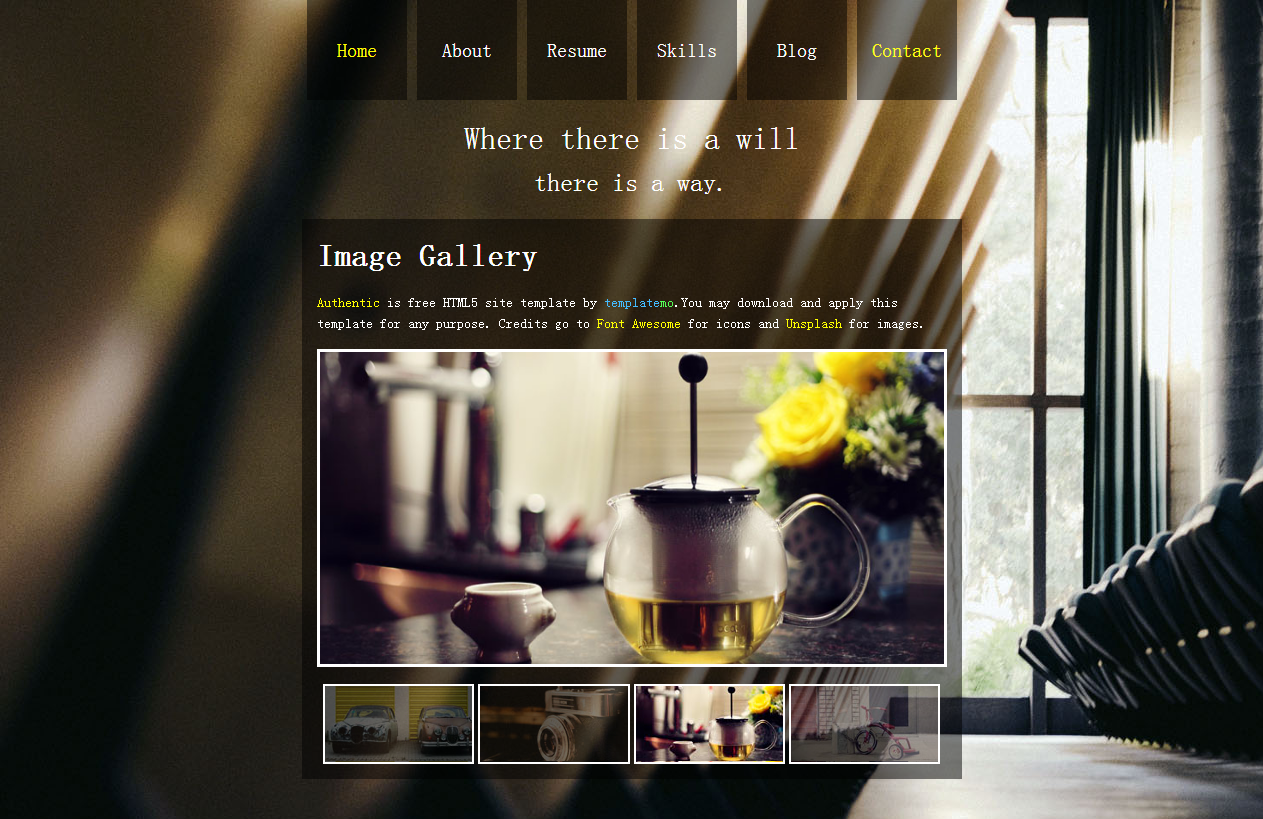 Home About Resume Skills Blog Contact
Where there is a will
there is a way.
Image Gallery
Authentic is free HTML5 site template by templatemo.You may download and apply this
template for any purpose. Credits go to Font Awesome for icons and Unsplash for images.